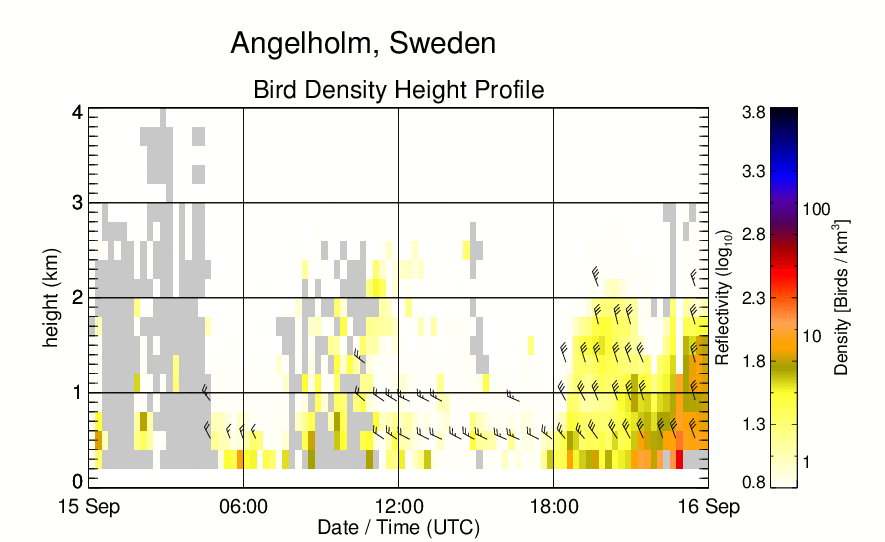 Angelholm, Sweden
Bird Density Height Profile
height (km)
4
3
2
1
0
15 Sep
06:00
12:00
18:00
16 Sep
Date / Time (UTC)
3.8
3.3
2.8
2.3
1.8
1.3
0.8
Reflectivity (log10)
100
10
1
Density [Birds / km³]